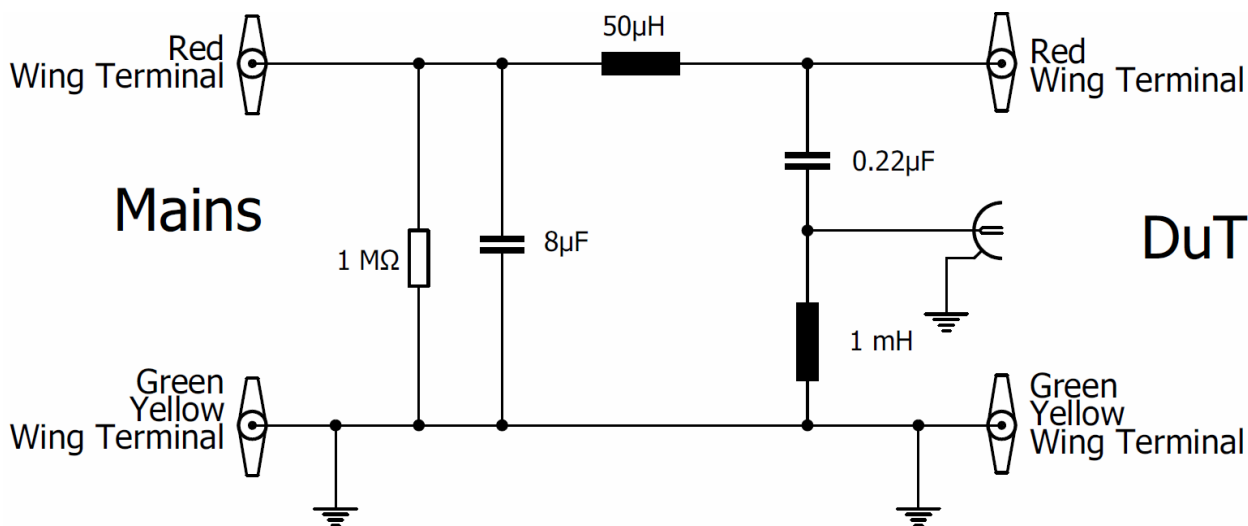 50µH
Red
Wing Terminal
Red
Wing Terminal
0.22µF
Mains
DuT
1 MΩ
8µF
1 mH
Green
Yellow
Wing Terminal
Green
Yellow
Wing Terminal